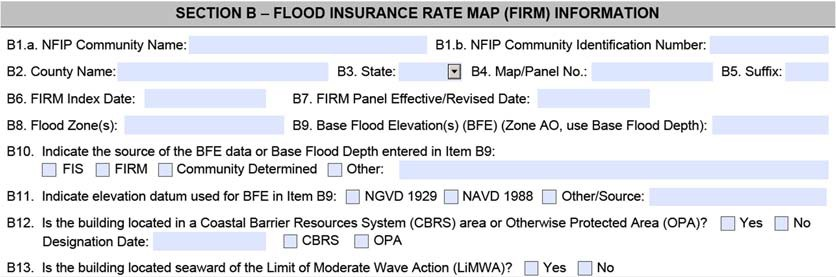 SECTION B – FLOOD INSURANCE RATE MAP (FIRM) INFORMATION
B1.a. NFIP Community Name: B1.b. NFIP Community Identification Number:
B2. County Name: B3. State: B4. Map/Panel No.: B5. Suffix:
B6. FIRM Index Date: B7. FIRM Panel Effective/Revised Date:
B8. Flood Zone(s): B9. Base Flood Elevation(s) (BFE) (Zone AO, use Base Flood Depth):
B10. Indicate the source of the BFE data or Base Flood Depth entered in Item B9:
FIS FIRM Community Determined Other:
B11. Indicate elevation datum used for BFE in Item B9: NGVD 1929 NAVD 1988 Other/Source:
B12. Is the building located in a Coastal Barrier Resources System (CBRS) area or Otherwise Protected Area (OPA)? Yes No
Designation Date: CBRS OPA
B13. Is the building located seaward of the Limit of Moderate Wave Action (LiMWA)? Yes No